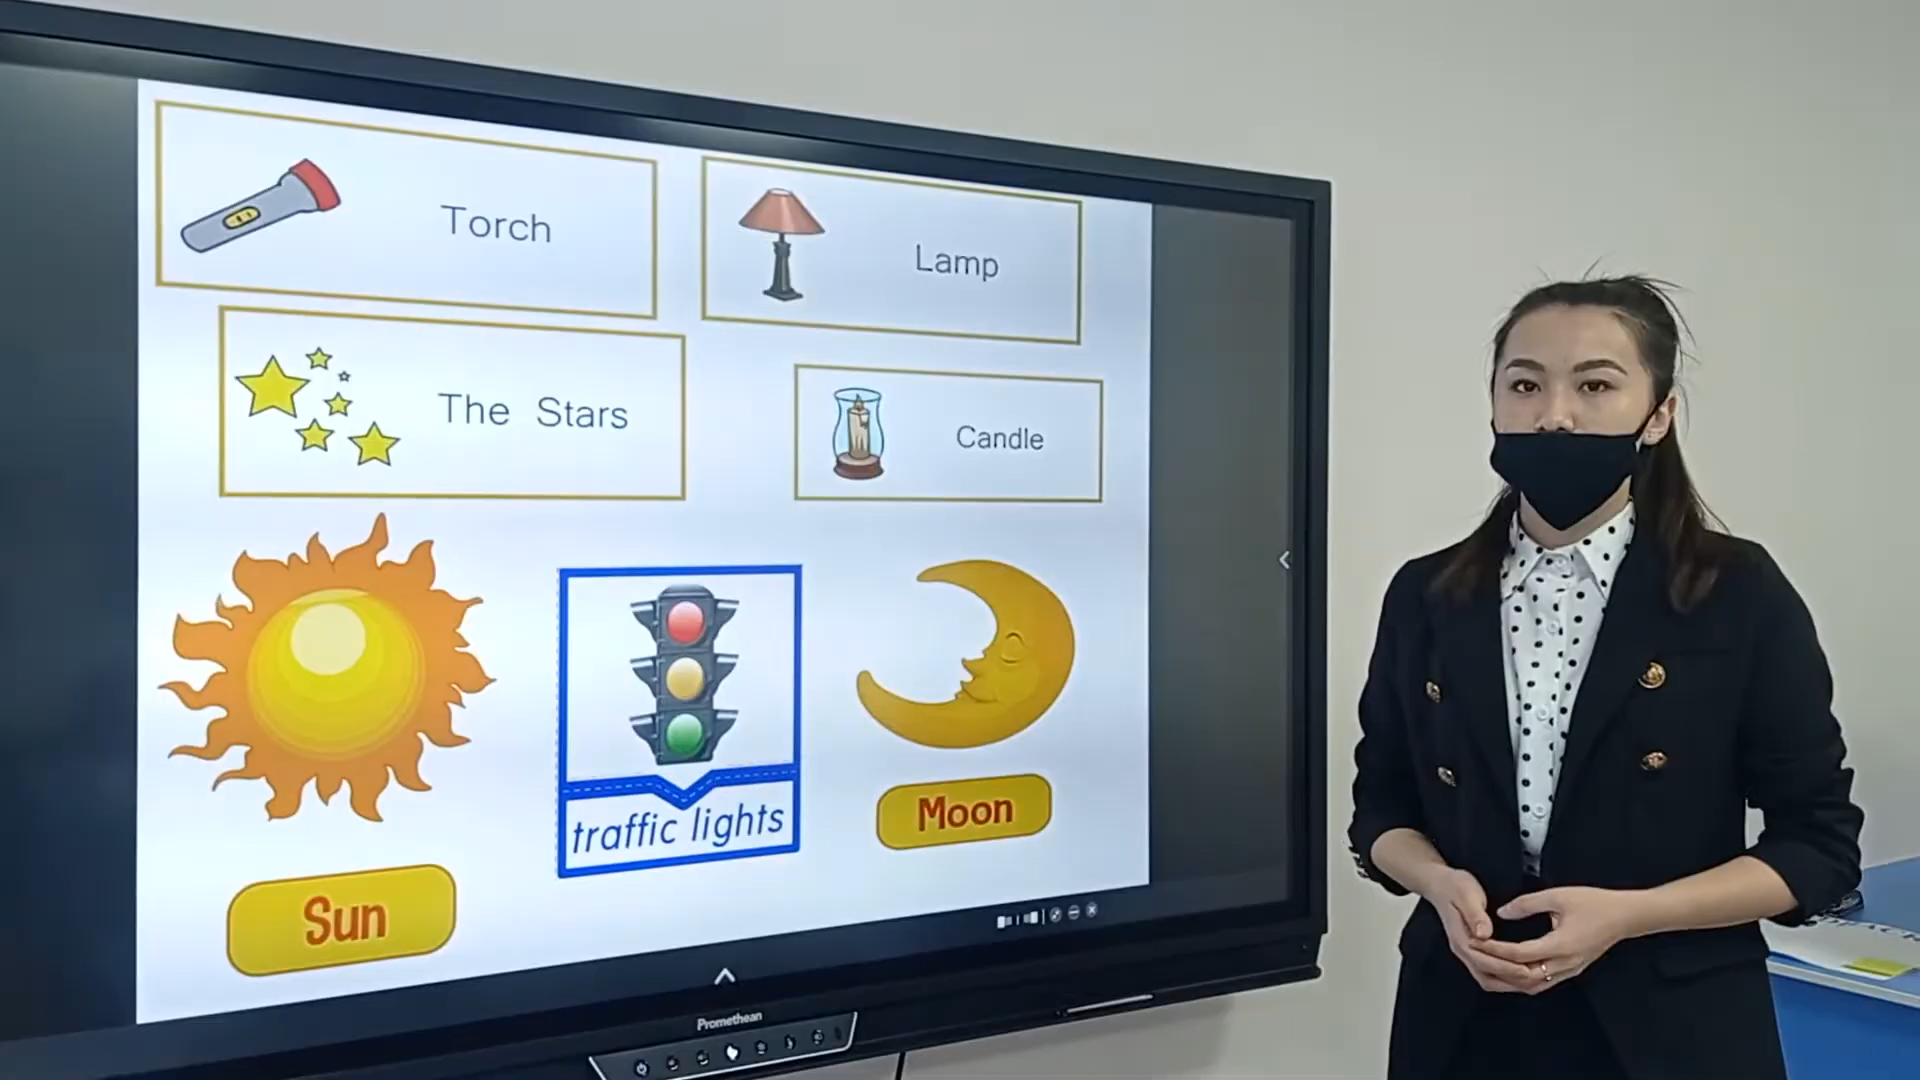 Torch
Lamp
The Stars
Candle
traffic lights
Moon
Sun
Promethean